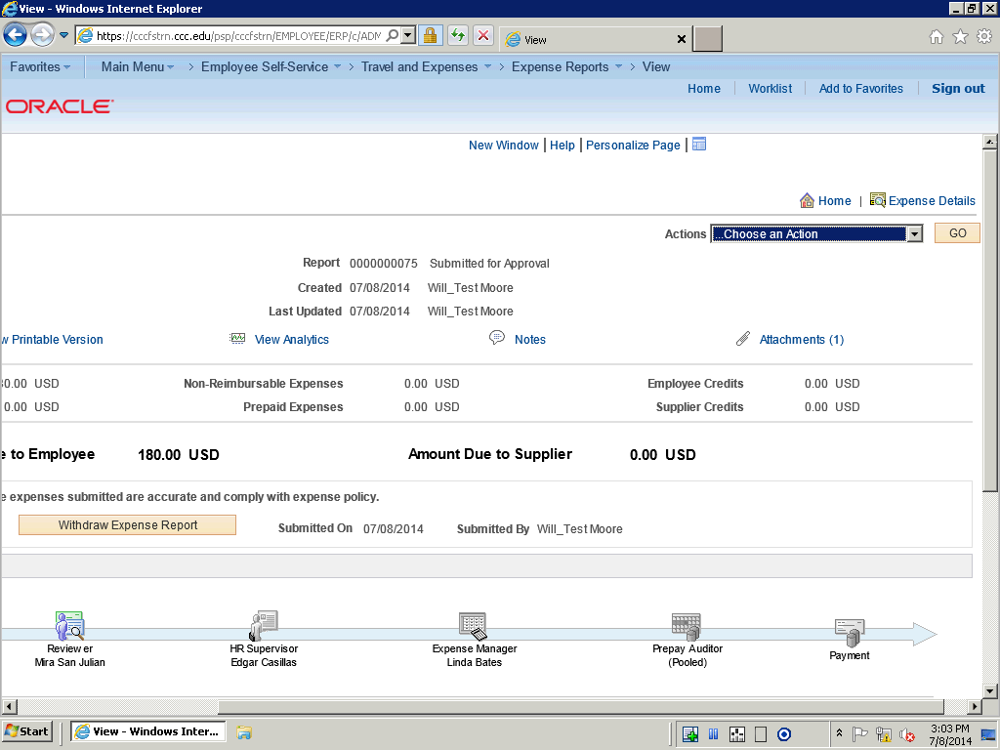 View - Windows Internet Explorer
https://cccfstrn.ccc.edu/psp/cccfstrn/EMPLOYEE/ERP/c/ADM
View
Favorites Main Menu > Employee Self-Service > Travel and Expenses > Expense Reports > View
Home Worklist Add to Favorites Sign out
ORACLE
New Window | Help | Personalize Page |
Home | Expense Details
Actions ...Choose an Action GO
Report 0000000075 Submitted for Approval
Created 07/08/2014 Will_Test Moore
Last Updated 07/08/2014 Will_Test Moore
w Printable Version View Analytics Notes Attachments (1)
0.00 USD Non-Reimbursable Expenses 0.00 USD Employee Credits 0.00 USD
0.00 USD Prepaid Expenses 0.00 USD Supplier Credits 0.00 USD
e to Employee 180.00 USD Amount Due to Supplier 0.00 USD
e expenses submitted are accurate and comply with expense policy.
Withdraw Expense Report Submitted On 07/08/2014 Submitted By Will_Test Moore
Reviewer HR Supervisor Expense Manager Prepay Auditor Payment
Mira San Julian Edgar Casillas Linda Bates (Pooled)
Start View - Windows Inter... 3:03 PM
7/8/2014